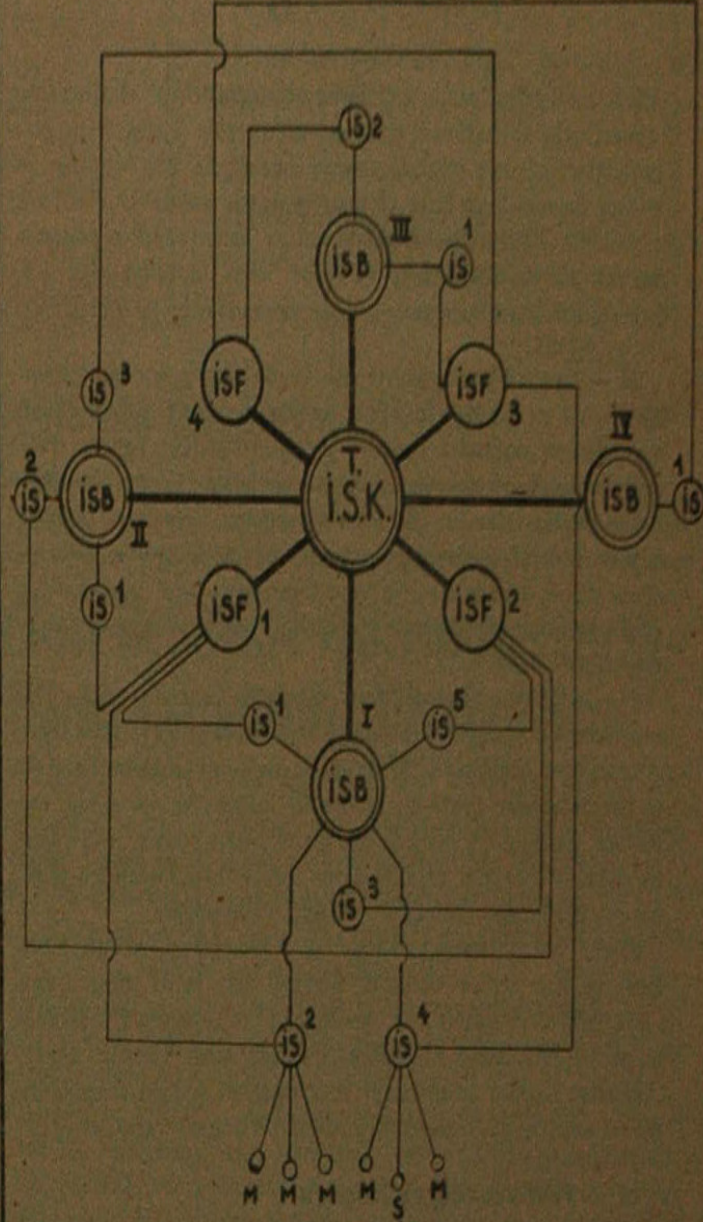 İS 2
III
İSB
İS 1
İSF 4
İSF 3
İS 3
T.
İ.S.K.
IV
İSB
İS 1
İS 2
İSB
II
İS 1
İSF 1
İSF 2
İS 1
I
İS 5
İSB
İS 3
İS 2
İS 4
M M M M S M